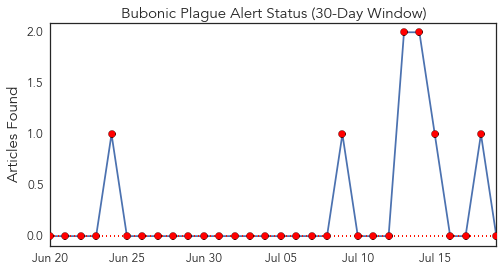 Bubonic Plague Alert Status (30-Day Window)
Articles Found
2.0
1.5
1.0
0.5
0.0
Jun 20 Jun 25 Jun 30 Jul 05 Jul 10 Jul 15